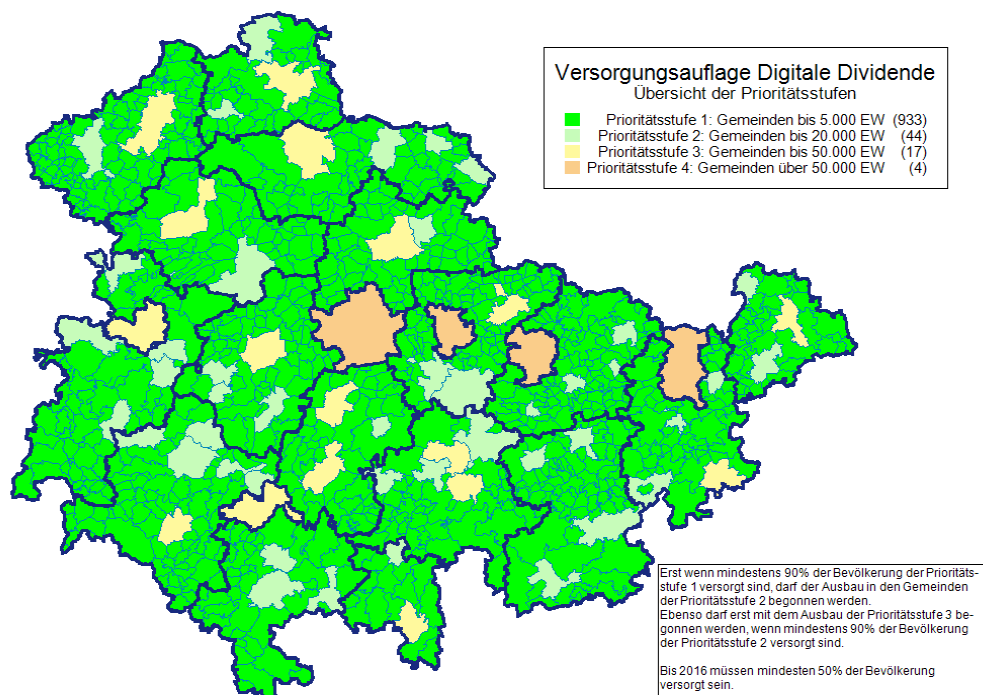 Versorgungsauflage Digitale Dividende
Übersicht der Prioritätsstufen
Prioritätsstufe 1: Gemeinden bis 5.000 EW (933)
Prioritätsstufe 2: Gemeinden bis 20.000 EW (44)
Prioritätsstufe 3: Gemeinden bis 50.000 EW (17)
Prioritätsstufe 4: Gemeinden über 50.000 EW (4)
Erst wenn mindestens 90% der Bevölkerung der Prioritäts-
stufe 1 versorgt sind, darf der Ausbau in den Gemeinden
der Prioritätsstufe 2 begonnen werden.
Ebenso darf erst mit dem Ausbau der Prioritätsstufe 3 be-
gonnen werden, wenn mindestens 90% der Bevölkerung
der Prioritätsstufe 2 versorgt sind.
Bis 2016 müssen mindesten 50% der Bevölkerung
versorgt sein.